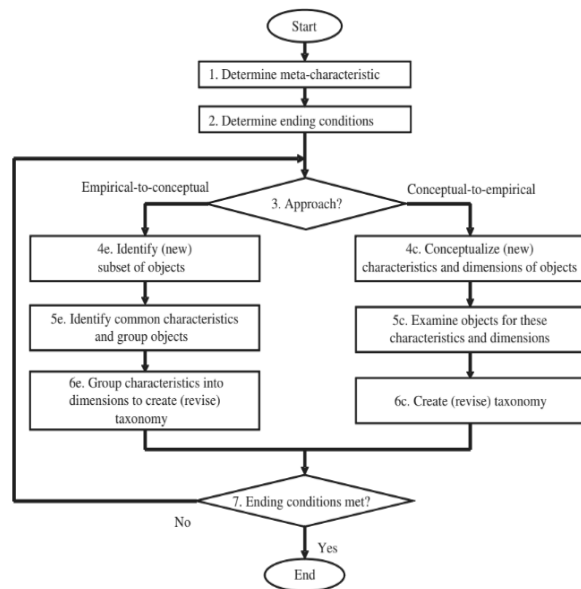 Start
1. Determine meta-characteristic
2. Determine ending conditions
Empirical-to-conceptual
Conceptual-to-empirical
3. Approach?
4e. Identify (new)
subset of objects
4c. Conceptualize (new)
characteristics and dimensions of objects
5e. Identify common characteristics
and group objects
5c. Examine objects for these
characteristics and dimensions
6e. Group characteristics into
dimensions to create (revise)
taxonomy
6c. Create (revise) taxonomy
7. Ending conditions met?
No
Yes
End